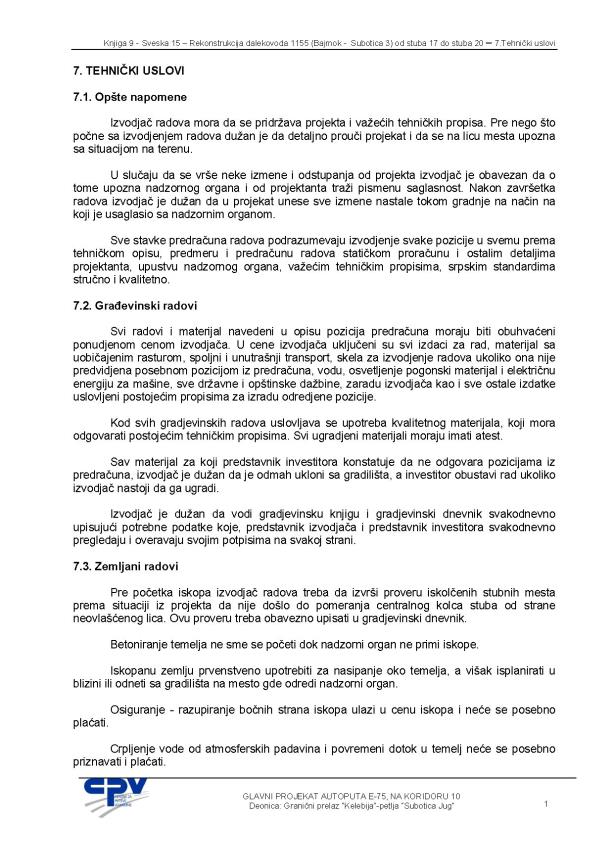 Knjiga 9 - Sveska 15 – Rekonstrukcija dalekovoda 1155 (Bajmok - Subotica 3) od stuba 17 do stuba 20 – 7.Tehnički uslovi
7. TEHNIČKI USLOVI
7.1. Opšte napomene
Izvodjač radova mora da se pridržava projekta i važećih tehničkih propisa. Pre nego što
počne sa izvodjenjem radova dužan je da detaljno prouči projekat i da se na licu mesta upozna
sa situacijom na terenu.
U slučaju da se vrše neke izmene i odstupanja od projekta izvodjač je obavezan da o
tome upozna nadzornog organa i od projektanta traži pismenu saglasnost. Nakon završetka
radova izvodjač je dužan da u projekat unese sve izmene nastale tokom gradnje na način na
koji je usaglasio sa nadzornim organom.
Sve stavke predračuna radova podrazumevaju izvodjenje svake pozicije u svemu prema
tehničkom opisu, predmeru i predračunu radova statičkom proračunu i ostalim detaljima
projektanta, upustvu nadzornog organa, važećim tehničkim propisima, srpskim standardima
stručno i kvalitetno.
7.2. Građevinski radovi
Svi radovi i materijal navedeni u opisu pozicija predračuna moraju biti obuhvaćeni
ponudjenom cenom izvodjača. U cene izvodjača uključeni su svi izdaci za rad, materijal sa
uobičajenim rasturom, spoljni i unutrašnji transport, skela za izvodjenje radova ukoliko ona nije
predvidjena posebnom pozicijom iz predračuna, vodu, osvetljenje pogonski materijal i električnu
energiju za mašine, sve državne i opštinske dažbine, zaradu izvodjača kao i sve ostale izdatke
uslovljeni postojećim propisima za izradu odredjene pozicije.
Kod svih gradjevinskih radova uslovljava se upotreba kvalitetnog materijala, koji mora
odgovarati postojećim tehničkim propisima. Svi ugradjeni materijali moraju imati atest.
Sav materijal za koji predstavnik investitora konstatuje da ne odgovara pozicijama iz
predračuna, izvodjač je dužan da je odmah ukloni sa gradilišta, a investitor obustavi rad ukoliko
izvodjač nastoji da ga ugradi.
Izvodjač je dužan da vodi gradjevinsku knjigu i gradjevinski dnevnik svakodnevno
upisujući potrebne podatke koje, predstavnik izvodjača i predstavnik investitora svakodnevno
pregledaju i overavaju svojim potpisima na svakoj strani.
7.3. Zemljani radovi
Pre početka iskopa izvodjač radova treba da izvrši proveru iskolčenih stubnih mesta
prema situaciji iz projekta da nije došlo do pomeranja centralnog kolca stuba od strane
neovlašćenog lica. Ovu proveru treba obavezno upisati u gradjevinski dnevnik.
Betoniranje temelja ne sme se početi dok nadzorni organ ne primi iskope.
Iskopanu zemlju prvenstveno upotrebiti za nasipanje oko temelja, a višak isplanirati u
blizini ili odneti sa gradilišta na mesto gde odredi nadzorni organ.
Osiguranje - razupiranje bočnih strana iskopa ulazi u cenu iskopa i neće se posebno
plaćati.
Crpljenje vode od atmosferskih padavina i povremeni dotok u temelj neće se posebno
priznavati i plaćati.
GLAVNI PROJEKAT AUTOPUTA E-75, NA KORIDORU 10
Deonica: Granični prelaz "Kelebija"-petlja "Subotica Jug"
1